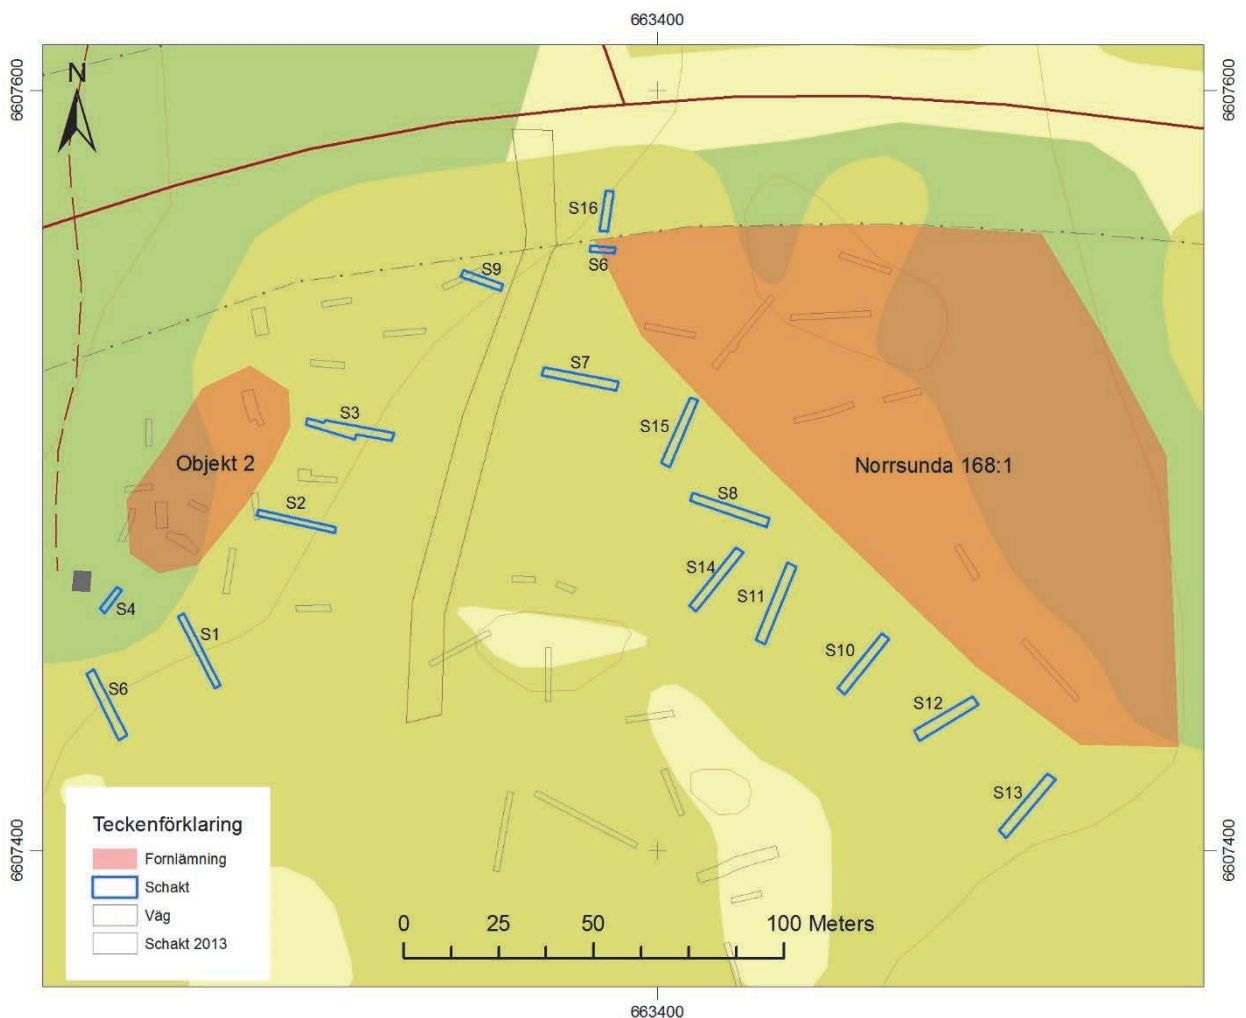 663400
6607600
6607600
N
S16
S6
S9
S7
S3
S15
Objekt 2
Norrsunda 168:1
S2
S8
S14
S11
S4
S1
S10
S6
S12
S13
Teckenförklaring
Fornlämning
Schakt
Väg
Schakt 2013
6607400
6607400
0 25 50 100 Meters
663400